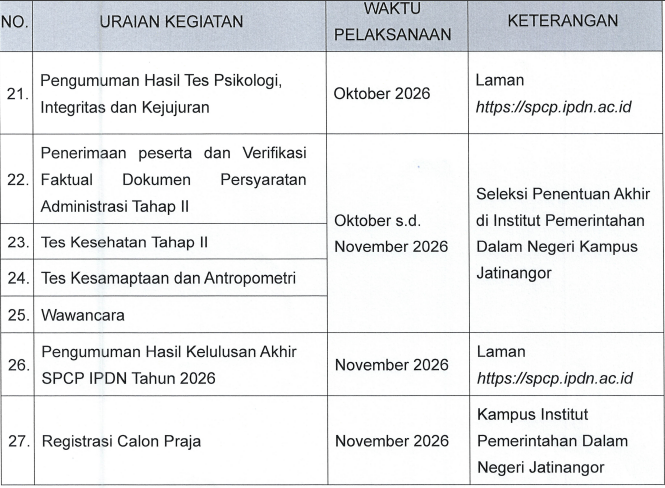 NO. URAIAN KEGIATAN WAKTU PELAKSANAAN KETERANGAN
21. Pengumuman Hasil Tes Psikologi,
Integritas dan Kejujuran
Oktober 2026
Laman
https://spcp.ipdn.ac.id
22. Penerimaan peserta dan Verifikasi
Faktual Dokumen Persyaratan
Administrasi Tahap II
23. Tes Kesehatan Tahap II
24. Tes Kesamaptaan dan Antropometri
25. Wawancara
Oktober s.d.
November 2026
Seleksi Penentuan Akhir
di Institut Pemerintahan
Dalam Negeri Kampus
Jatinangor
26. Pengumuman Hasil Kelulusan Akhir
SPCP IPDN Tahun 2026
November 2026
Laman
https://spcp.ipdn.ac.id
27. Registrasi Calon Praja
November 2026
Kampus Institut
Pemerintahan Dalam
Negeri Jatinangor